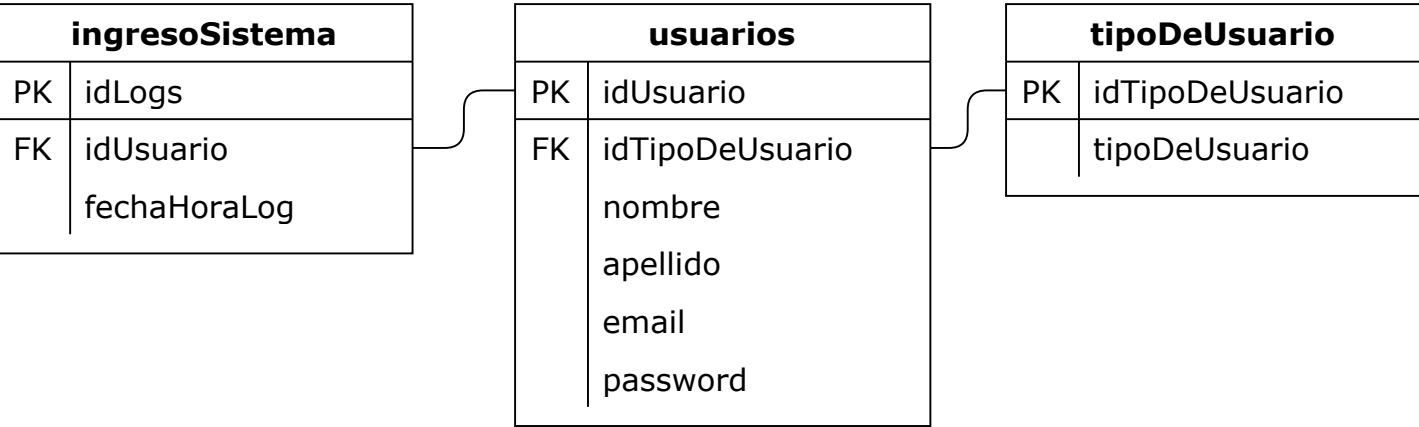 ingresoSistema
PK idLogs
FK idUsuario
fechaHoraLog
usuarios
PK idUsuario
FK idTipoDeUsuario
nombre
apellido
email
password
tipoDeUsuario
PK idTipoDeUsuario
tipoDeUsuario